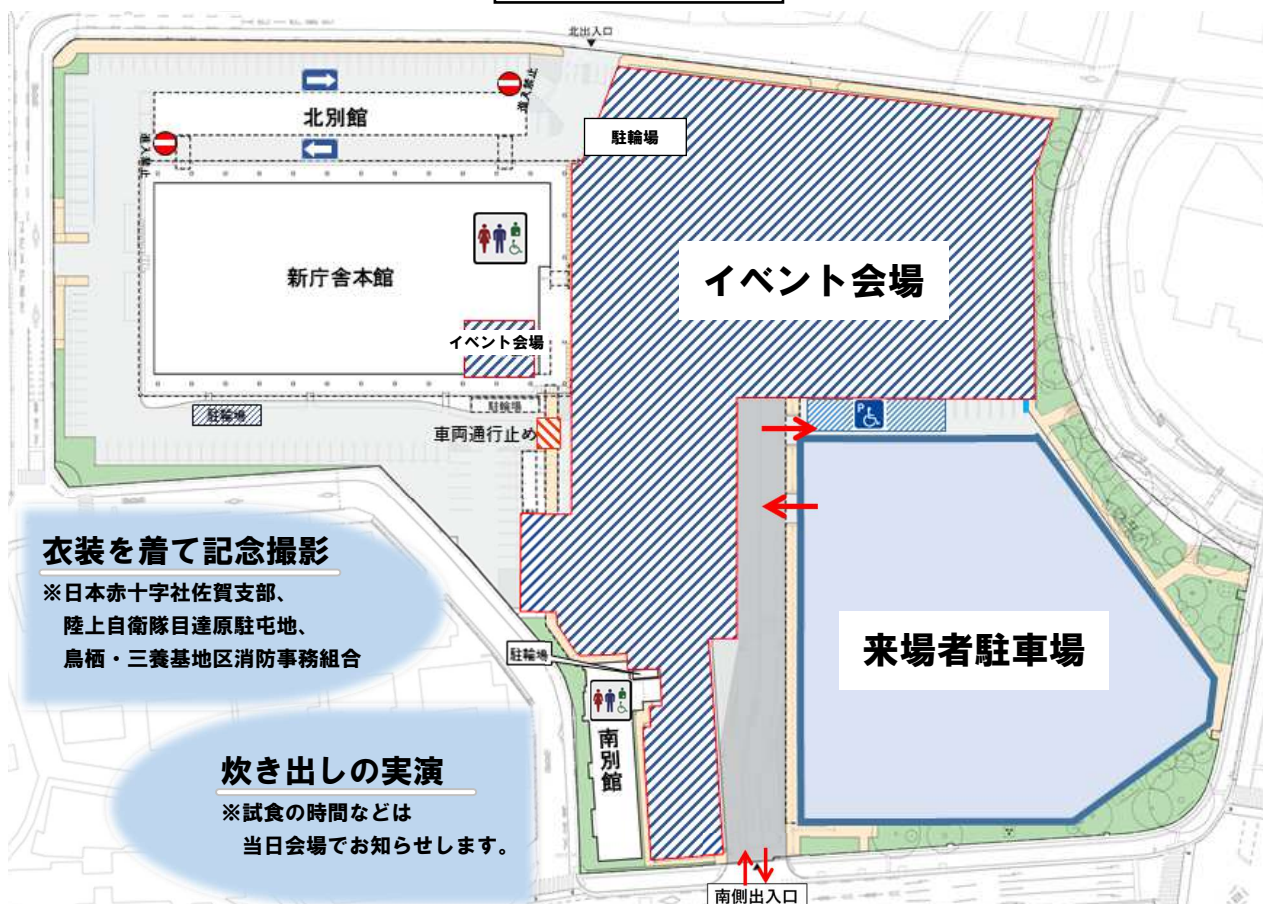 北出入口
進入禁止
北別館
駐輪場
進入禁止
新庁舎本館
イベント会場
イベント会場
駐輪場
駐輪場
車両通行止め
P
衣装を着て記念撮影
※日本赤十字社佐賀支部、
陸上自衛隊目達原駐屯地、
鳥栖・三養基地区消防事務組合
駐輪場
来場者駐車場
南別館
炊き出しの実演
※試食の時間などは
当日会場でお知らせします。
南側出入口